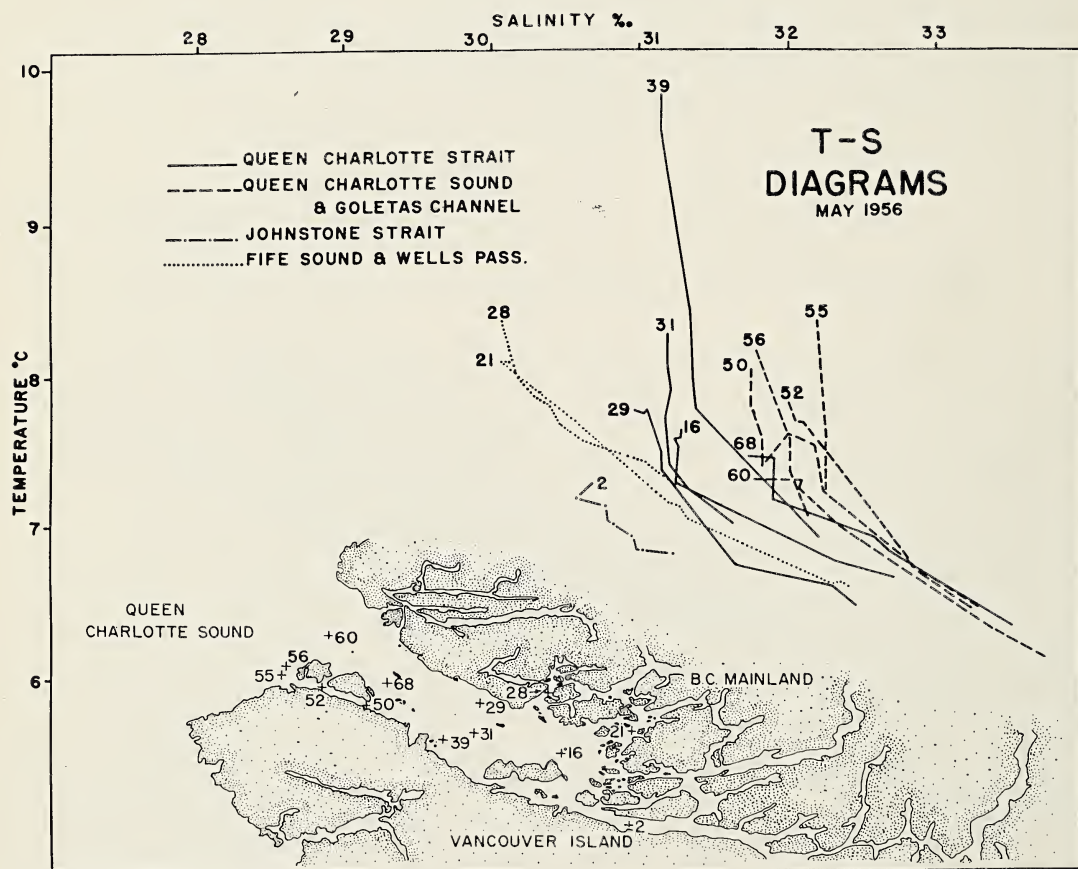 SALINITY ‰
28 29 30 31 32 33
TEMPERATURE °C
10
9
8
7
6
T-S
DIAGRAMS
MAY 1956
QUEEN CHARLOTTE STRAIT
QUEEN CHARLOTTE SOUND
& GOLETAS CHANNEL
JOHNSTONE STRAIT
FIFE SOUND & WELLS PASS.
39
28
31
55
56
50
21
52
29
16
68
60
2
QUEEN
CHARLOTTE SOUND
+60
+56
55+
52
+68
50
28+
+29
B.C. MAINLAND
21+
+39
+31
+16
±2
VANCOUVER ISLAND